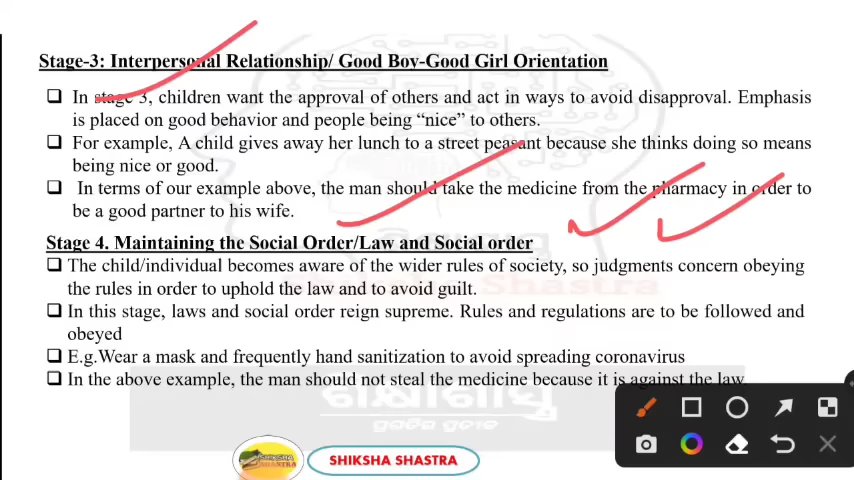 Stage-3: Interpersonal Relationship/ Good Boy-Good Girl Orientation
In stage 3, children want the approval of others and act in ways to avoid disapproval. Emphasis
is placed on good behavior and people being “nice” to others.
For example, A child gives away her lunch to a street peasant because she thinks doing so means
being nice or good.
In terms of our example above, the man should take the medicine from the pharmacy in order to
be a good partner to his wife.
Stage 4. Maintaining the Social Order/Law and Social order
The child/individual becomes aware of the wider rules of society, so judgments concern obeying
the rules in order to uphold the law and to avoid guilt.
In this stage, laws and social order reign supreme. Rules and regulations are to be followed and
obeyed
E.g.Wear a mask and frequently hand sanitization to avoid spreading coronavirus
In the above example, the man should not steal the medicine because it is against the law
ଶିକ୍ଷାଶାସ୍ତ୍ର
SHIKSHA SHASTRA
SHIKSHA
SHASTRA